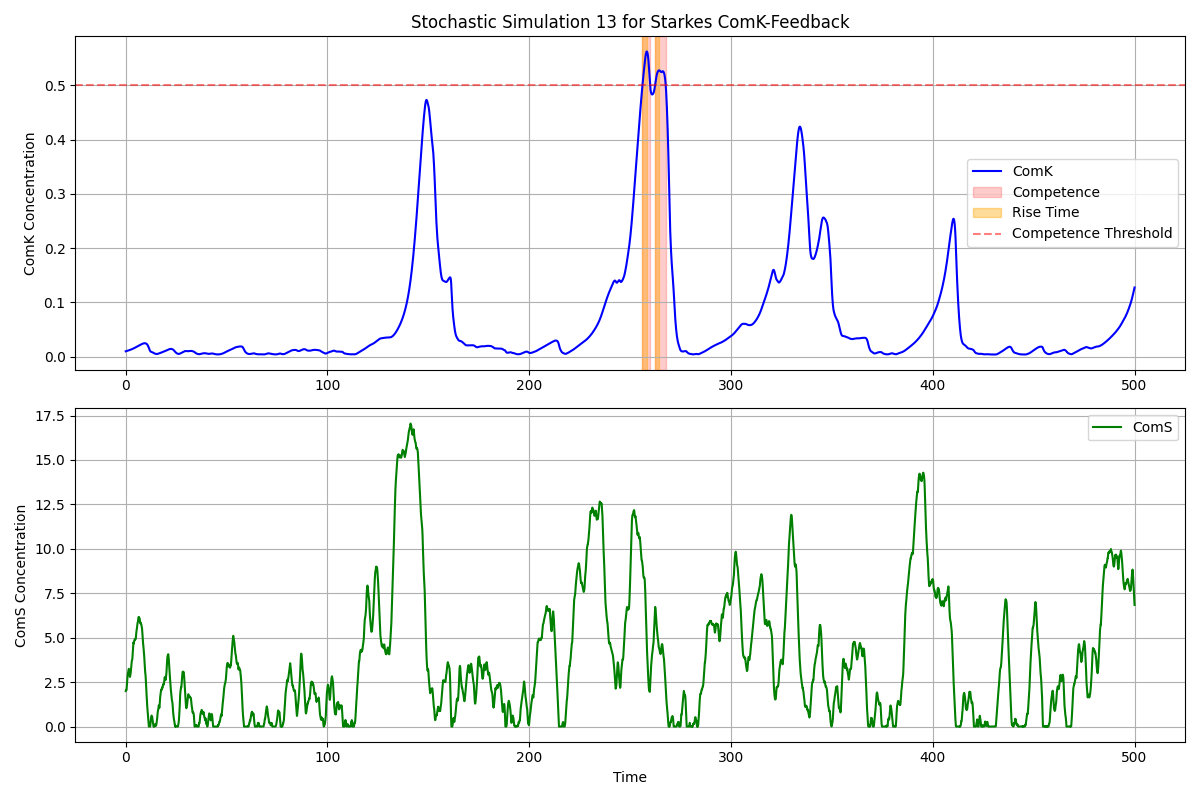 Stochastic Simulation 13 for Starkes ComK-Feedback
ComK Concentration
0.5
0.4
0.3
0.2
0.1
0.0
ComK
Competence
Rise Time
Competence Threshold
0 100 200 300 400 500
ComS Concentration
17.5
15.0
12.5
10.0
7.5
5.0
2.5
0.0
ComS
0 100 200 300 400 500
Time